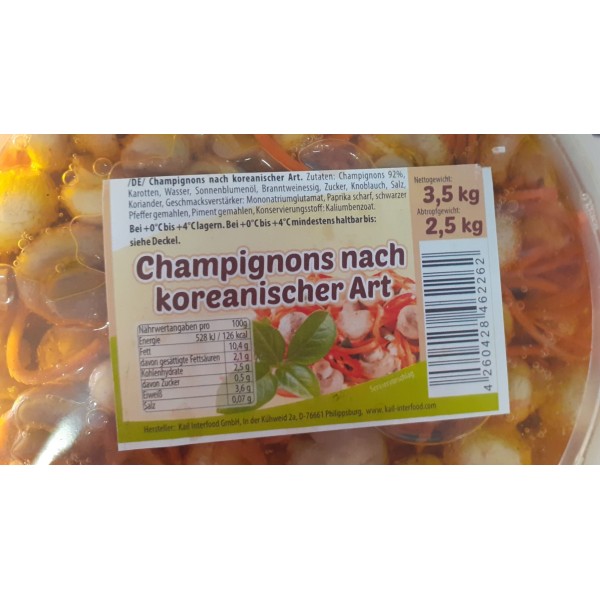 /DE/ Champignons nach koreanischer Art. Zutaten: Champignons 92%,
Karotten, Wasser, Sonnenblumenöl, Branntweinessig, Zucker, Knoblauch, Salz,
Koriander, Geschmacksverstärker: Mononatriumglutamat, Paprika scharf, schwarzer
Pfeffer gemahlen, Piment gemahlen, Konservierungsstoff: Kaliumbenzoat.
Bei +0°C bis +4°C lagern. Bei +0°C bis +4°C mindestens haltbar bis:
siehe Deckel.
Nettogewicht:
3,5 kg
Abtropfgewicht:
2,5 kg
Champignons nach
koreanischer Art
Nährwertangaben pro 100g
Energie 528 kJ / 126 kcal
Fett 10,4 g
davon gesättigte Fettsäuren 2,1 g
Kohlenhydrate 2,5 g
davon Zucker 0,5 g
Eiweiß 3,6 g
Salz 0,07 g
Serviervorschlag
Hersteller: Kail Interfood GmbH, In der Kühweid 2a, D-76661 Philippsburg, www.kail-interfood.com
4 260428 462262